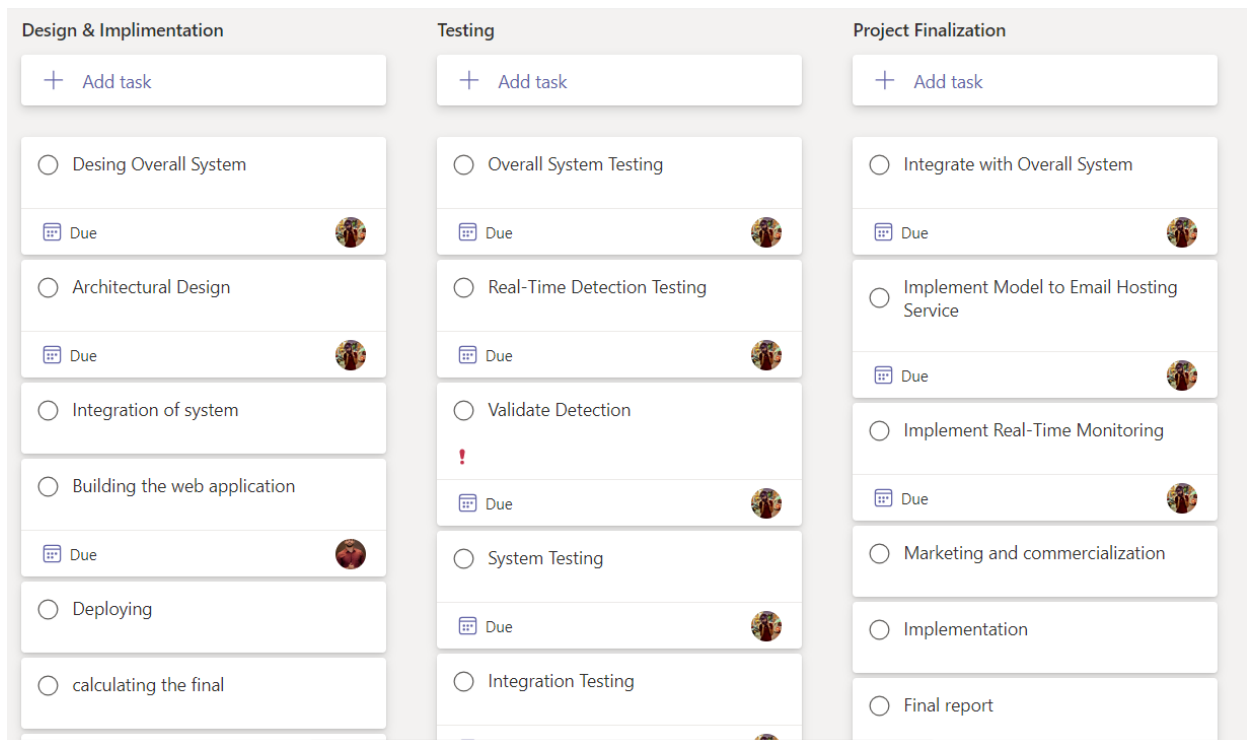 Design & Implimentation
Add task
Desing Overall System
Due
Architectural Design
Due
Integration of system
Building the web application
Due
Deploying
calculating the final
Testing
Add task
Overall System Testing
Due
Real-Time Detection Testing
Due
Validate Detection
!
Due
System Testing
Due
Integration Testing
Project Finalization
Add task
Integrate with Overall System
Due
Implement Model to Email Hosting
Service
Due
Implement Real-Time Monitoring
Due
Marketing and commercialization
Implementation
Final report